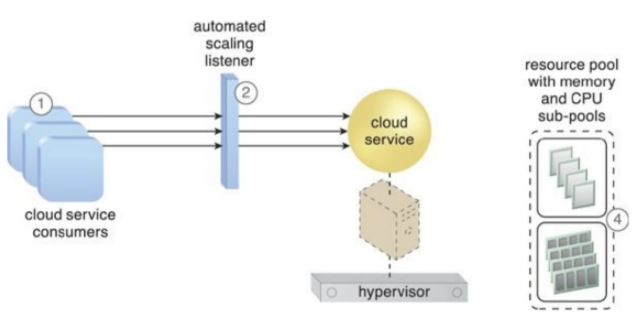 automated
scaling
listener
1
2
cloud
service
cloud service
consumers
hypervisor
resource pool
with memory
and CPU
sub-pools
4